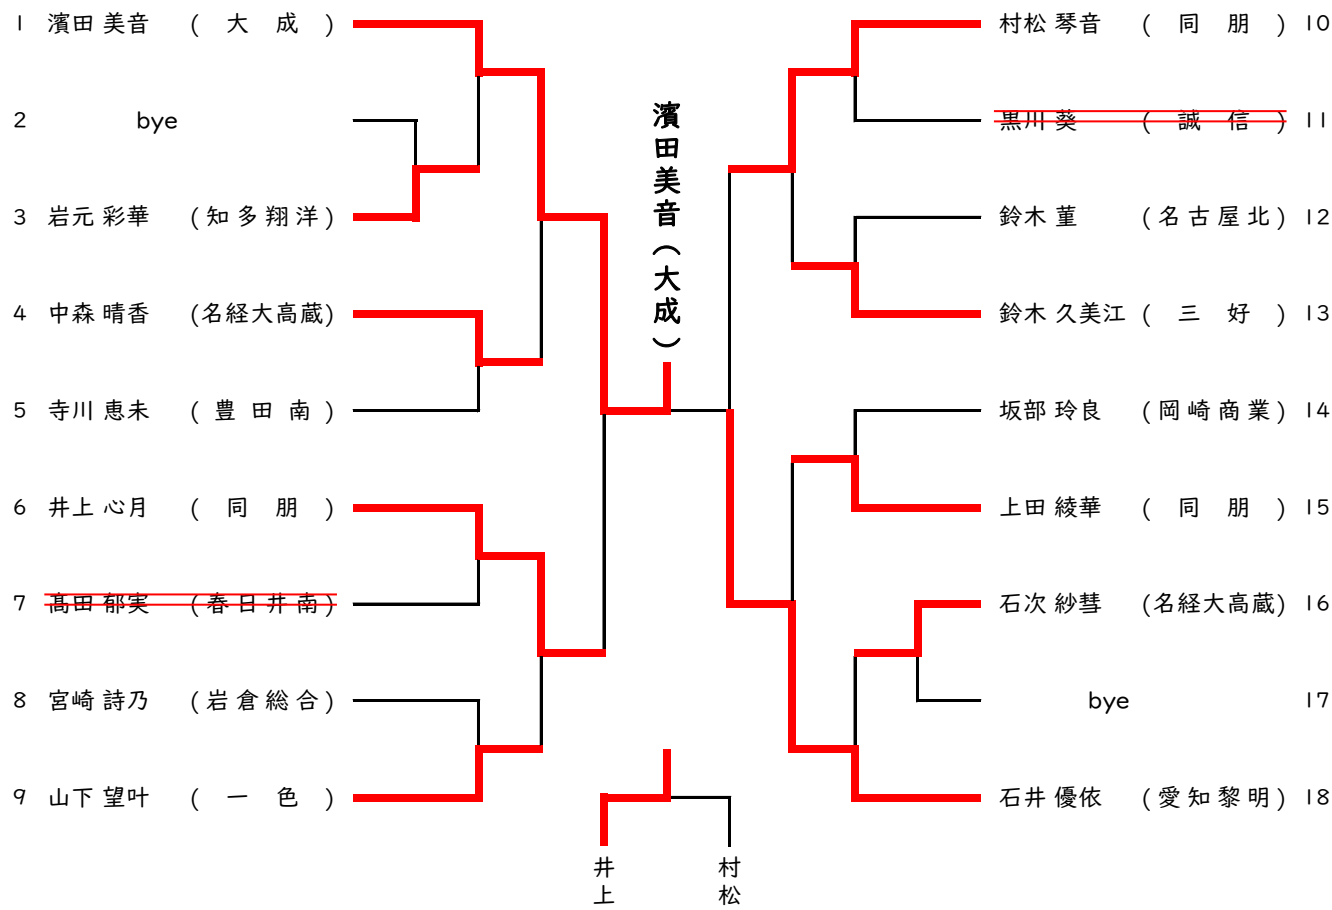 1 濱田 美音 ( 大 成 )
2 bye
3 岩元 彩華 (知多翔洋)
4 中森 晴香 (名経大高蔵)
5 寺川 恵未 (豊田南)
6 井上 心月 ( 同 朋 )
7 髙田 郁実 (春日井南)
8 宮崎 詩乃 (岩倉総合)
9 山下 望叶 ( 一 色 )
濱田美音(大成)
井上
村松
村松 琴音 ( 同 朋 ) 10
黒川 葵 ( 誠 信 ) 11
鈴木 菫 (名古屋北) 12
鈴木 久美江 ( 三 好 ) 13
坂部 玲良 (岡崎商業) 14
上田 綾華 ( 同 朋 ) 15
石次 紗彗 (名経大高蔵) 16
bye 17
石井 優依 (愛知黎明) 18